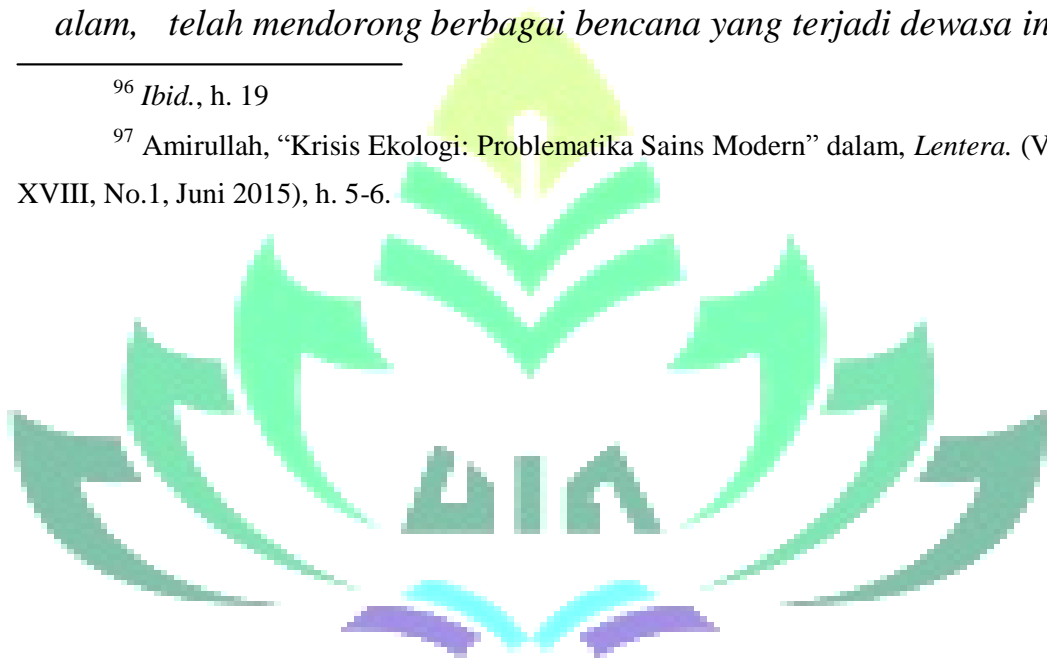 alam, telah mendorong berbagai bencana yang terjadi dewasa in
96 Ibid., h. 19
97 Amirullah, “Krisis Ekologi: Problematika Sains Modern” dalam, Lentera. (V
XVIII, No.1, Juni 2015), h. 5-6.